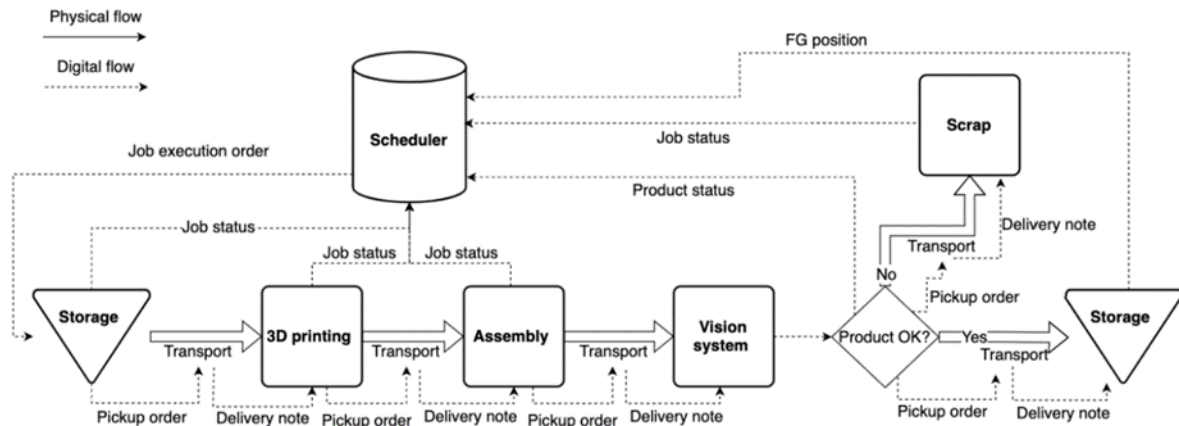 Physical flow
Digital flow
FG position
Scheduler
Scrap
Job status
Job execution order
Product status
Job status
Delivery note
Transport
Job status
Job status
No
Pickup order
Storage
3D printing
Assembly
Vision
system
Product OK?
Yes
Storage
Transport
Transport
Transport
Transport
Pickup order
Delivery note
Pickup order
Delivery note
Pickup order
Delivery note
Pickup order
Delivery note